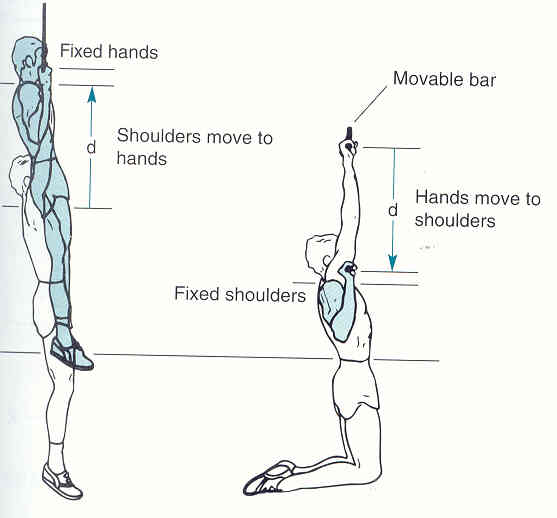 Fixed hands
d
Shoulders move to
hands
Movable bar
d
Hands move to
shoulders
Fixed shoulders